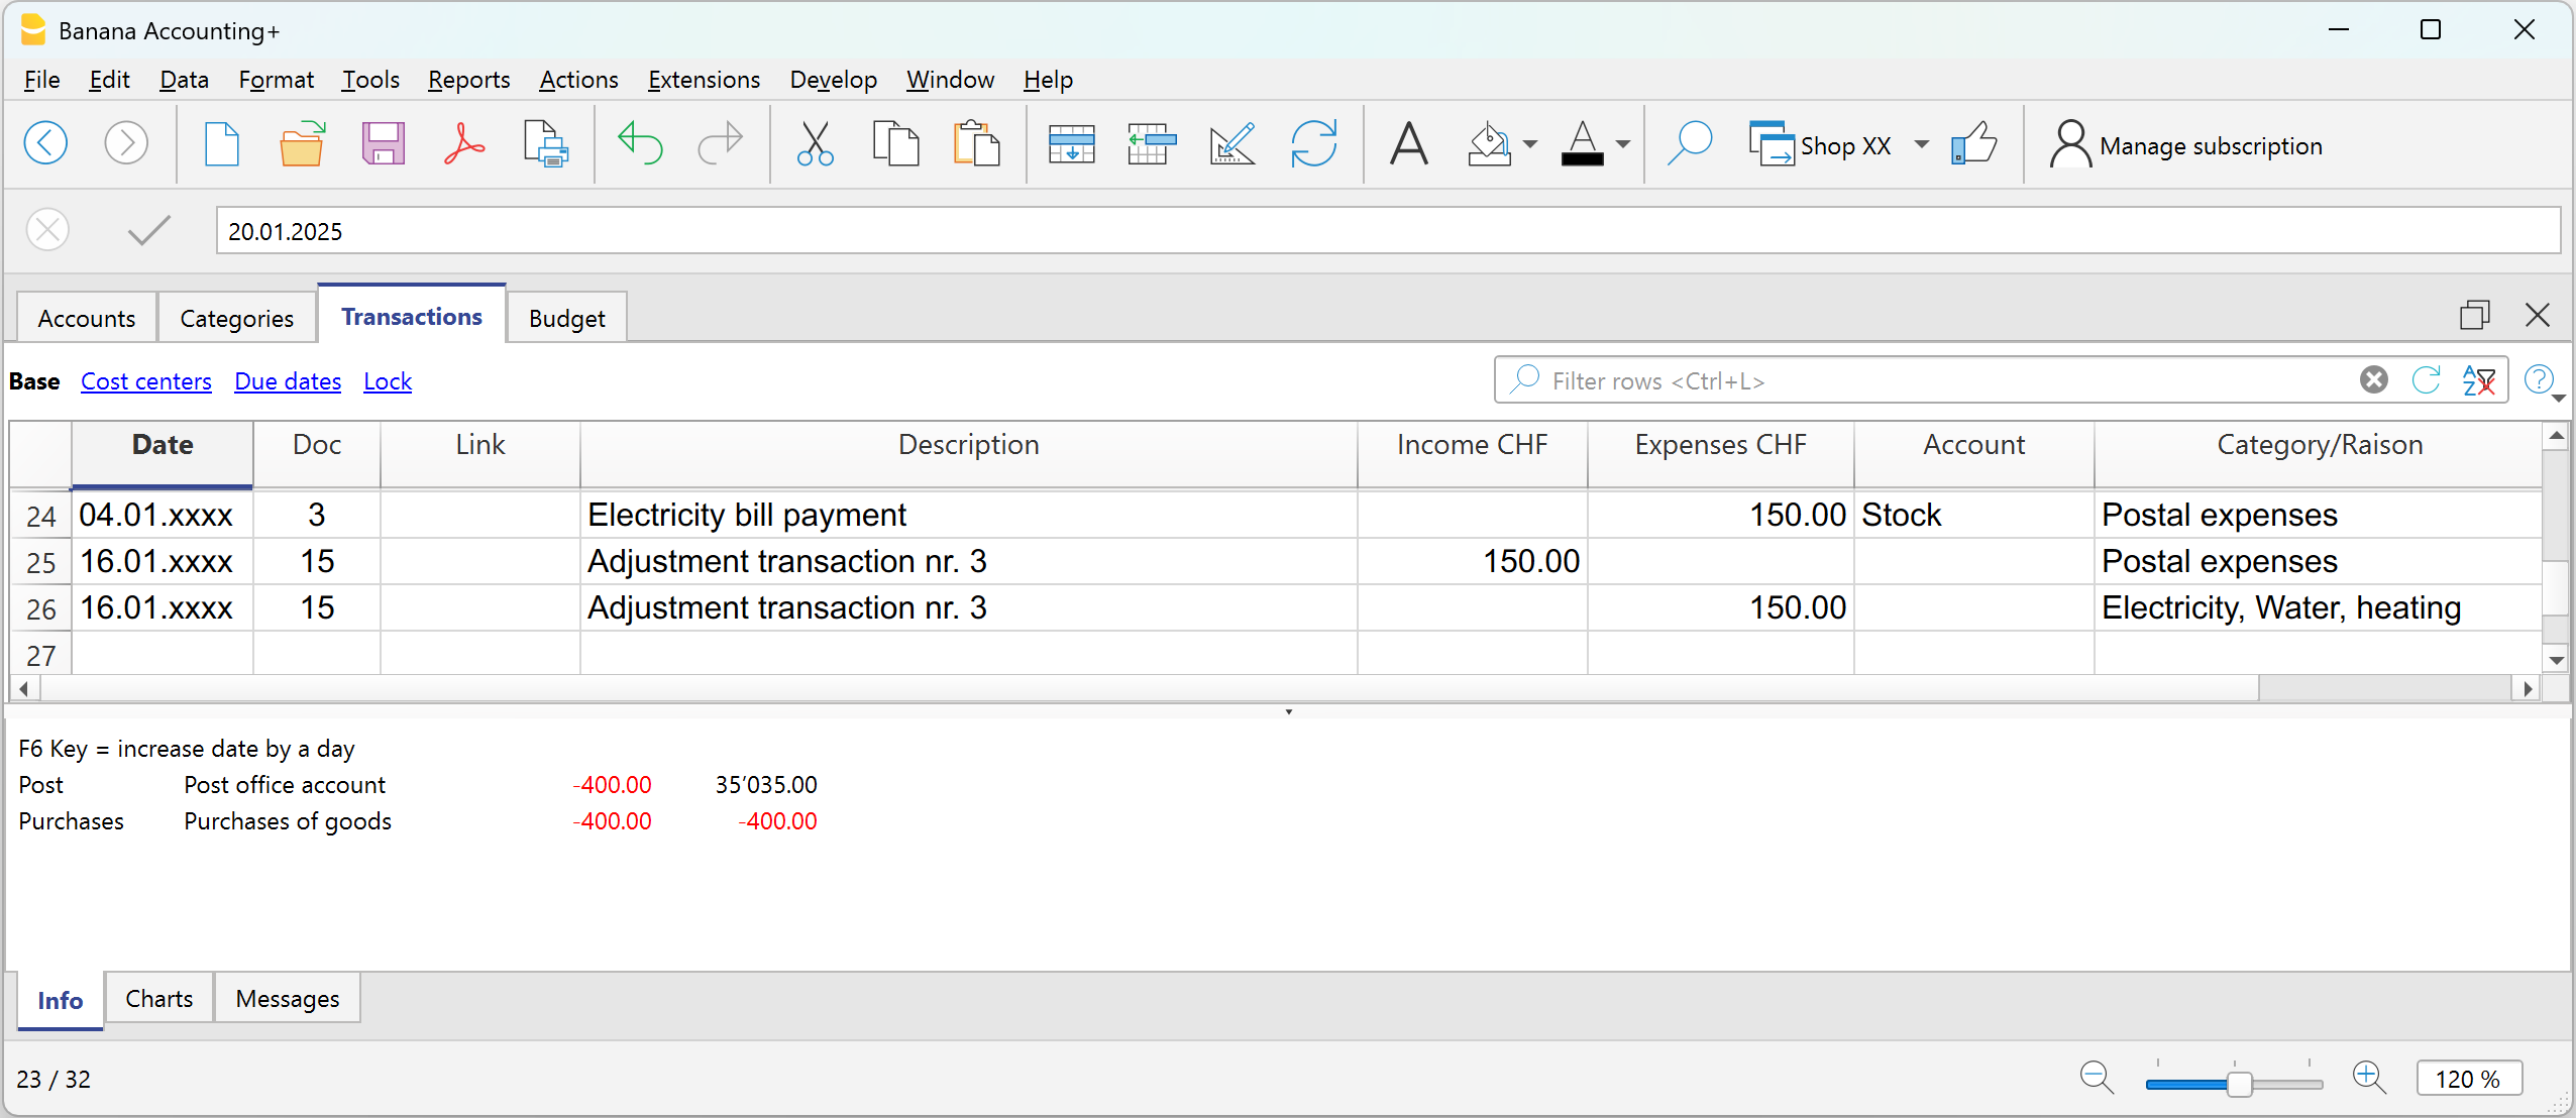 Banana Accounting+
File Edit Data Format Tools Reports Actions Extensions Develop Window Help
A A Shop XX Manage subscription
20.01.2025
Accounts Categories Transactions Budget
Base Cost centers Due dates Lock Filter rows <Ctrl+L> AZ ?
Date Doc Link Description Income CHF Expenses CHF Account Category/Raison
24 04.01.xxxx 3 Electricity bill payment 150.00 Stock Postal expenses
25 16.01.xxxx 15 Adjustment transaction nr. 3 150.00 Postal expenses
26 16.01.xxxx 15 Adjustment transaction nr. 3 150.00 Electricity, Water, heating
27
F6 Key = increase date by a day
Post Post office account -400.00 35’035.00
Purchases Purchases of goods -400.00 -400.00
Info Charts Messages
23 / 32 120 %